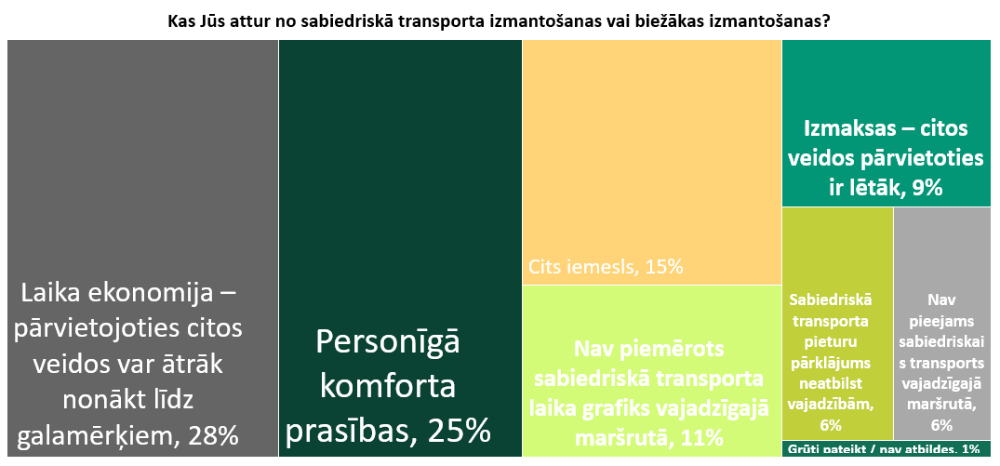 Kas Jūs attur no sabiedriskā transporta izmantošanas vai biežākas izmantošanas?
Laika ekonomija –
pārvietojoties citos
veidos var ātrāk
nonākt līdz
galamērķiem, 28%
Personīgā
komforta
prasības, 25%
Cits iemesls, 15%
Nav piemērots
sabiedriskā transporta
laika grafiks vajadzīgajā
maršrutā, 11%
Izmaksas – citos
veidos pārvietoties
ir lētāk, 9%
Sabiedriskā
transporta
pieturu
pārklājums
neatbilst
vajadzībām,
6%
Nav
pieejams
sabiedriskai
s transports
vajadzīgajā
maršrutā,
6%
Grūti pateikt / nav atbildes, 1%